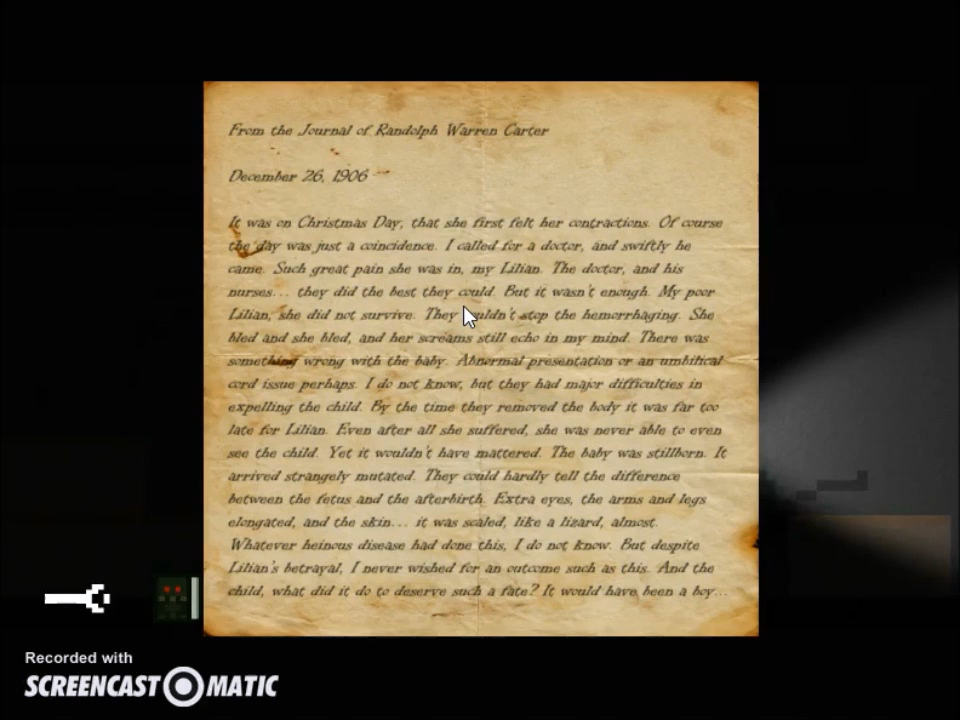 From the Journal of Randolph Warren Carter
December 26, 1906
It was on Christmas Day, that she first felt her contractions. Of course
the day was just a coincidence. I called for a doctor, and swiftly he
came. Such great pain she was in, my Lilian. The doctor, and his
nurses... they did the best they could. But it wasn't enough. My poor
Lilian, she did not survive. They couldn't stop the hemorrhaging. She
bled and she bled, and her screams still echo in my mind. There was
something wrong with the baby. Abnormal presentation or an umbilical
cord issue perhaps. I do not know, but they had major difficulties in
expelling the child. By the time they removed the body it was far too
late for Lilian. Even after all she suffered, she was never able to even
see the child. Yet it wouldn't have mattered. The baby was stillborn. It
arrived strangely mutated. They could hardly tell the difference
between the fetus and the afterbirth. Extra eyes, the arms and legs
elongated, and the skin... it was scaled, like a lizard, almost.
Whatever heinous disease had done this, I do not know. But despite
Lilian's betrayal, I never wished for an outcome such as this. And the
child, what did it do to deserve such a fate? It would have been a boy...
Recorded with
SCREENCAST-O-MATIC